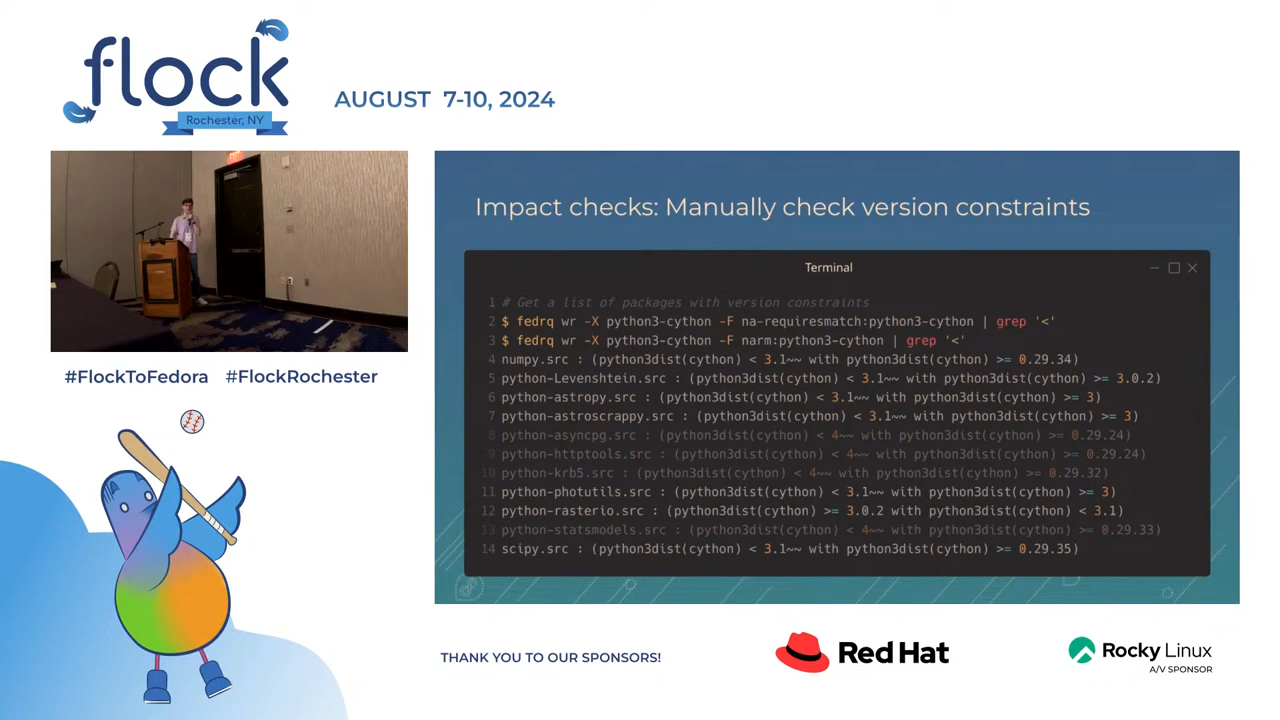 flock
Rochester, NY
AUGUST 7-10, 2024
#FlockToFedora #FlockRochester
Impact checks: Manually check version constraints
Terminal
1 # Get a list of packages with version constraints
2 $ fedrq wr -X python3-cython -F na-requiresmatch:python3-cython | grep '<'
3 $ fedrq wr -X python3-cython -F narm:python3-cython | grep '<'
4 numpy.src : (python3dist(cython) < 3.1~~ with python3dist(cython) >= 0.29.34)
5 python-Levenshtein.src : (python3dist(cython) < 3.1~~ with python3dist(cython) >= 3.0.2)
6 python-astropy.src : (python3dist(cython) < 3.1~~ with python3dist(cython) >= 3)
7 python-astroscrappy.src : (python3dist(cython) < 3.1~~ with python3dist(cython) >= 3)
8 python-asyncpg.src : (python3dist(cython) < 4~~ with python3dist(cython) >= 0.29.24)
9 python-httptools.src : (python3dist(cython) < 4~~ with python3dist(cython) >= 0.29.24)
10 python-krb5.src : (python3dist(cython) < 4~~ with python3dist(cython) >= 0.29.32)
11 python-photutils.src : (python3dist(cython) < 3.1~~ with python3dist(cython) >= 3)
12 python-rasterio.src : (python3dist(cython) >= 3.0.2 with python3dist(cython) < 3.1)
13 python-statsmodels.src : (python3dist(cython) < 4~~ with python3dist(cython) >= 0.29.33)
14 scipy.src : (python3dist(cython) < 3.1~~ with python3dist(cython) >= 0.29.35)
THANK YOU TO OUR SPONSORS!
Red Hat
Rocky Linux
A/V SPONSOR